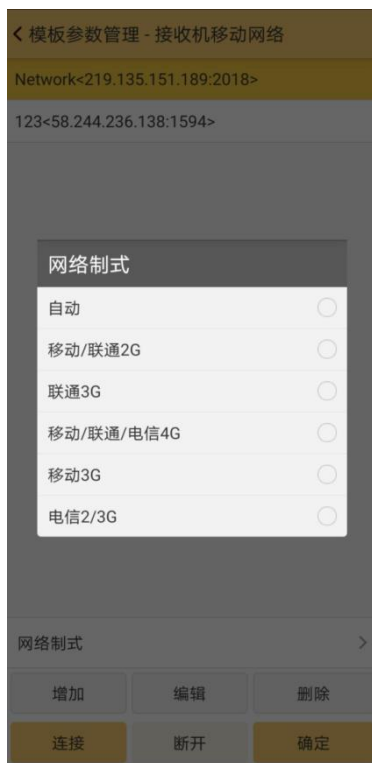 模板参数管理 - 接收机移动网络
Network<219.135.151.189:2018>
123<58.244.236.138:1594>
网络制式
自动
移动/联通2G
联通3G
移动/联通/电信4G
移动3G
电信2/3G
网络制式
增加 编辑 删除
连接 断开 确定